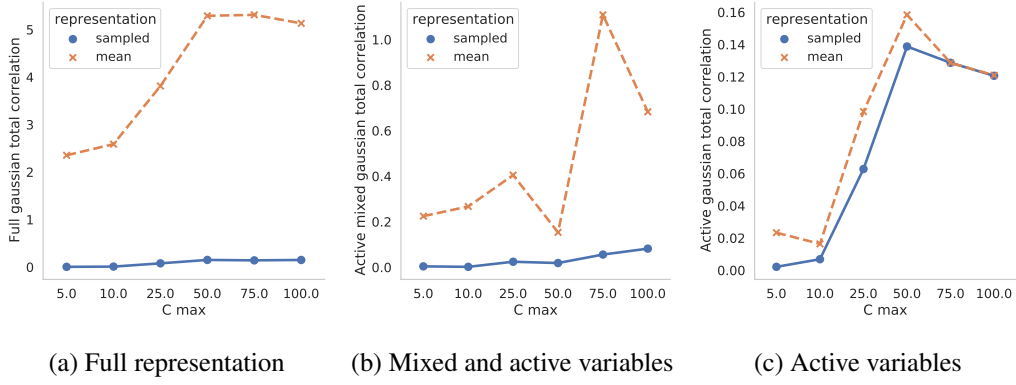 representation
sampled
mean
Full gaussian total correlation
5
4
3
2
1
0
5.0 10.0 25.0 50.0 75.0 100.0
C max
(a) Full representation
representation
sampled
mean
Active mixed gaussian total correlation
1.0
0.8
0.6
0.4
0.2
0.0
5.0 10.0 25.0 50.0 75.0 100.0
C max
(b) Mixed and active variables
representation
sampled
mean
Active gaussian total correlation
0.16
0.14
0.12
0.10
0.08
0.06
0.04
0.02
0.00
5.0 10.0 25.0 50.0 75.0 100.0
C max
(c) Active variables